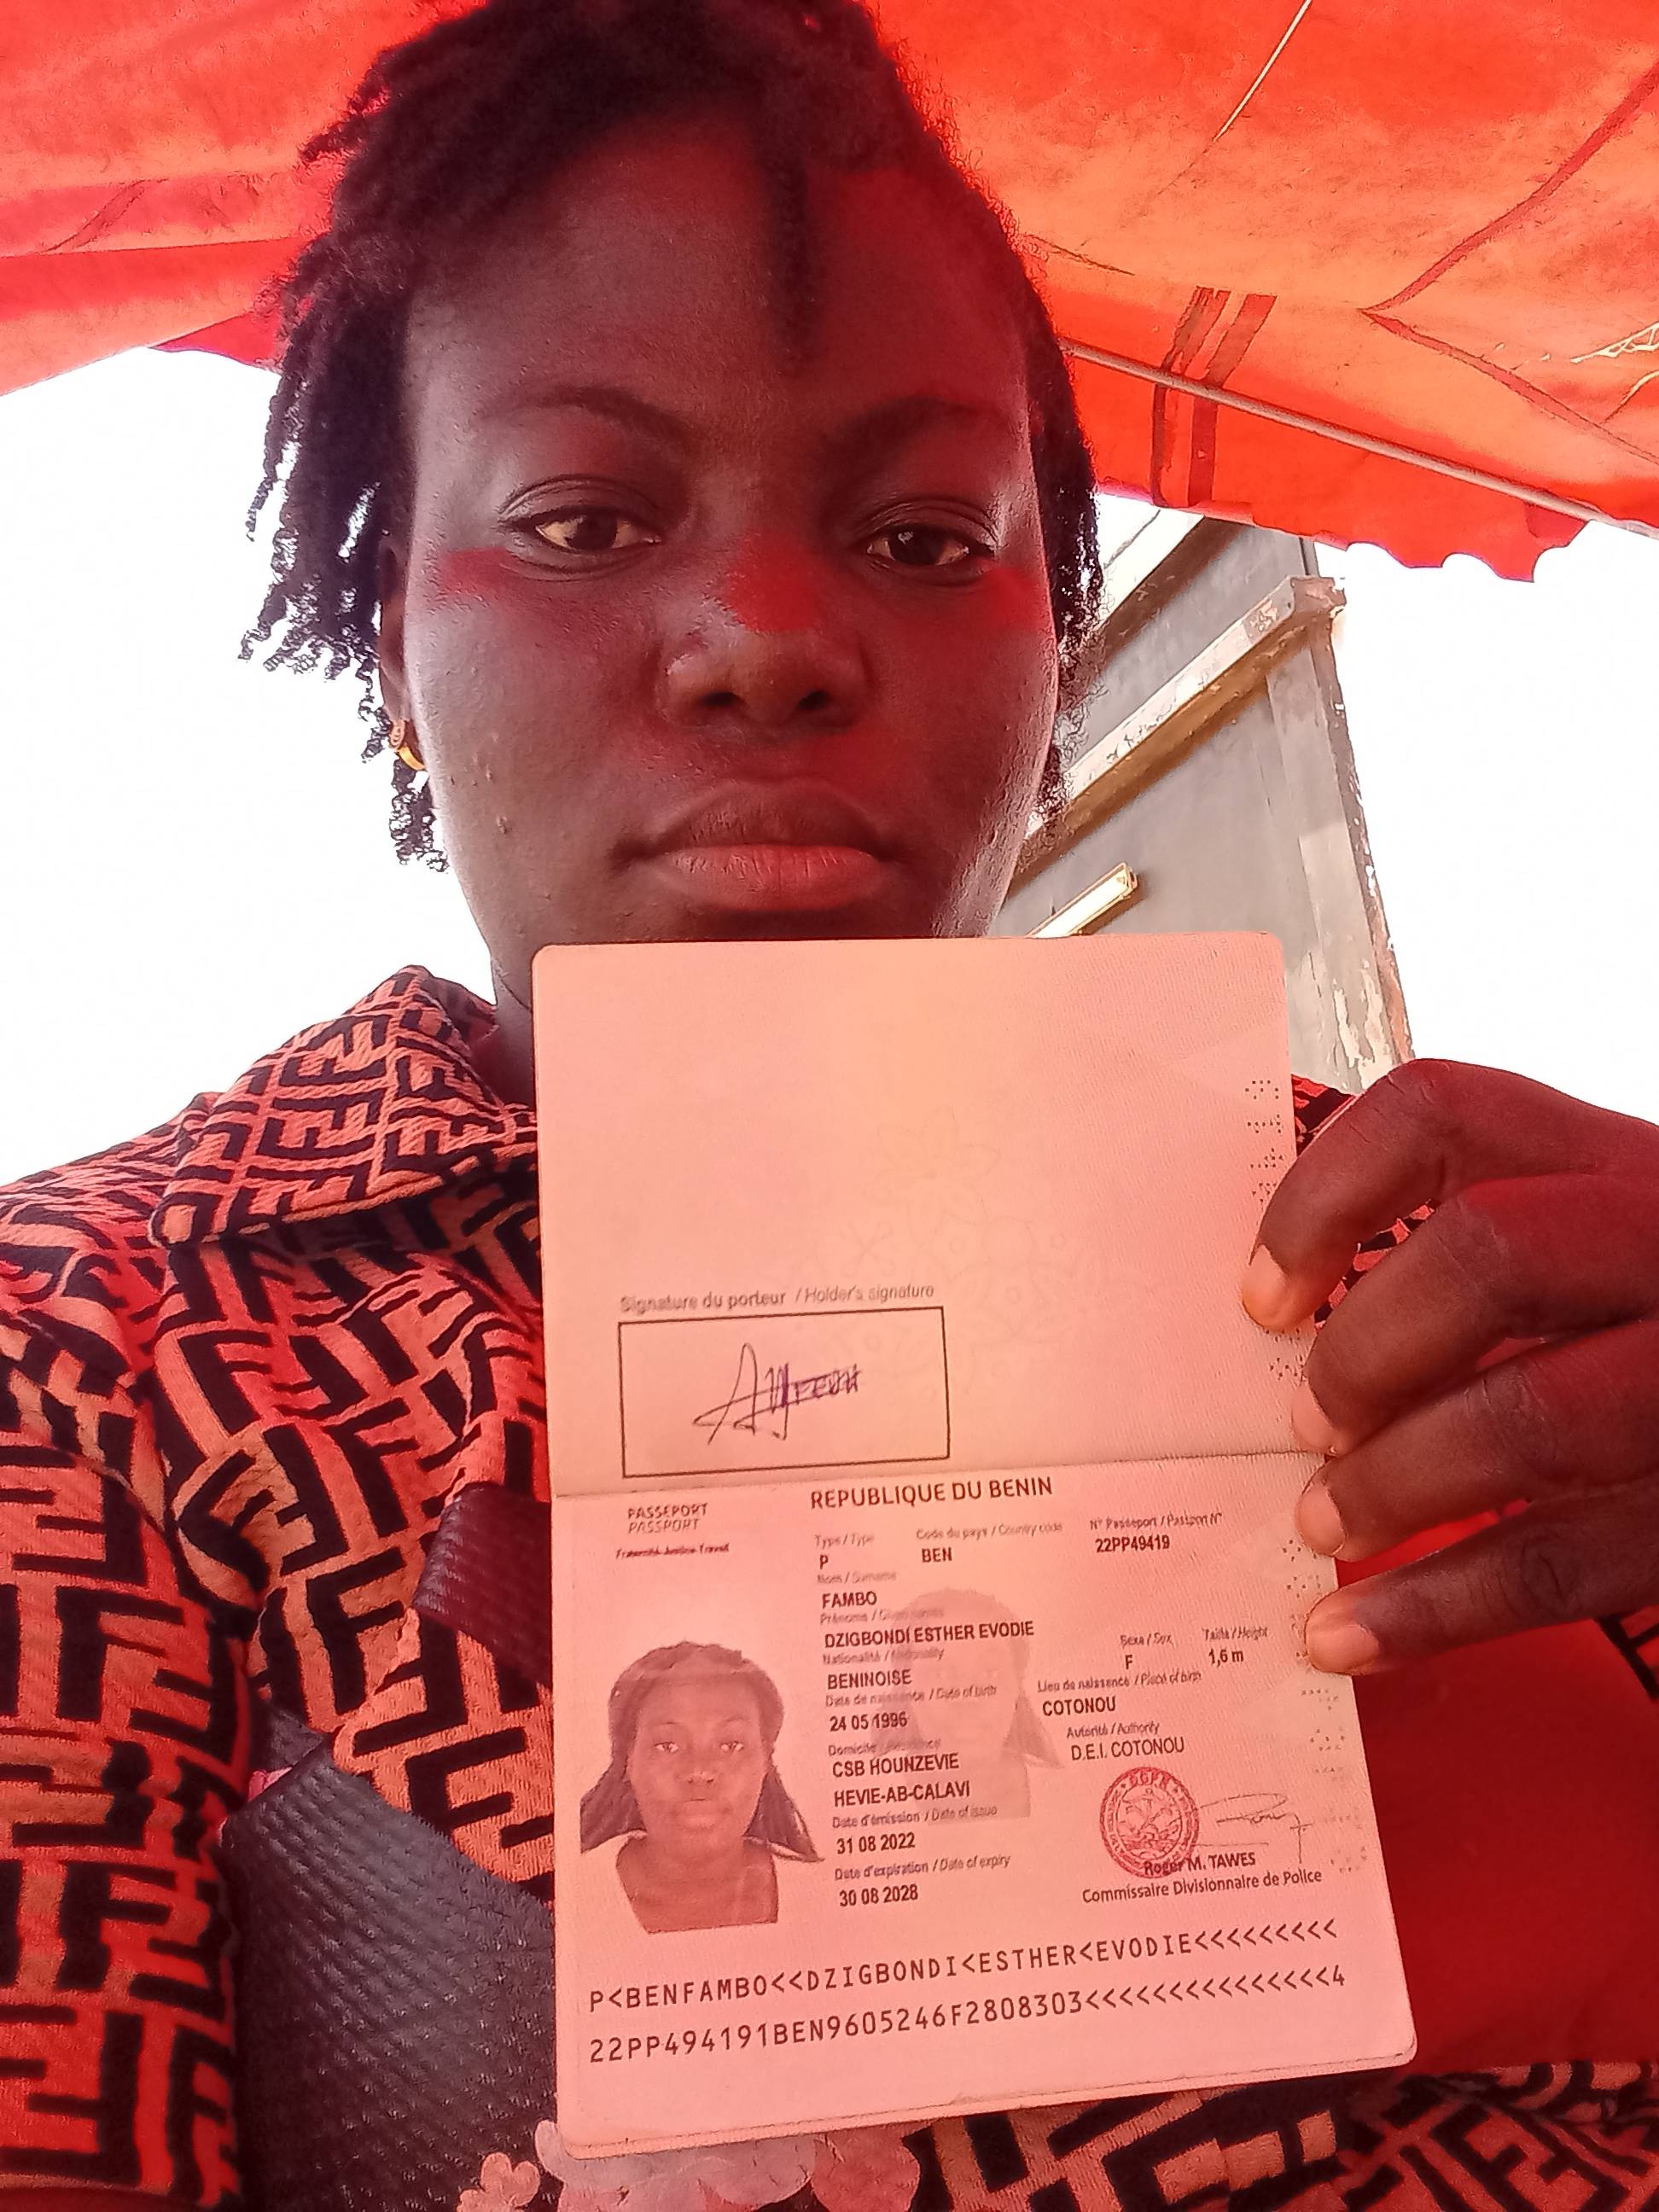 Signature du porteur / Holder's signature
REPUBLIQUE DU BENIN
PASSEPORT
PASSPORT
Fraternité-Justice-Travail
Type / Type
Code du pays / Country code
N° Passeport / Passport N°
P
BEN
22PP49419
Nom / Surname
FAMBO
Prénoms / Given names
DZIGBONDI ESTHER EVODIE
Nationalité / Nationality
Sexe / Sex
Taille / Height
BENINOISE
F
1,6 m
Date de naissance / Date of birth
Lieu de naissance / Place of birth
24 05 1996
COTONOU
Domicile / Residence
Autorité / Authority
CSB HOUNZEVIE
D.E.I. COTONOU
HEVIE-AB-CALAVI
Date d'émission / Date of issue
31 08 2022
Date d'expiration / Date of expiry
30 08 2028
DGPR
Roger M. TAWES
Commissaire Divisionnaire de Police
P<BENFAMBO<<DZIGBONDI<ESTHER<EVODIE<<<<<<<<<
22PP494191BEN9605246F2808303<<<<<<<<<<<<<<<4